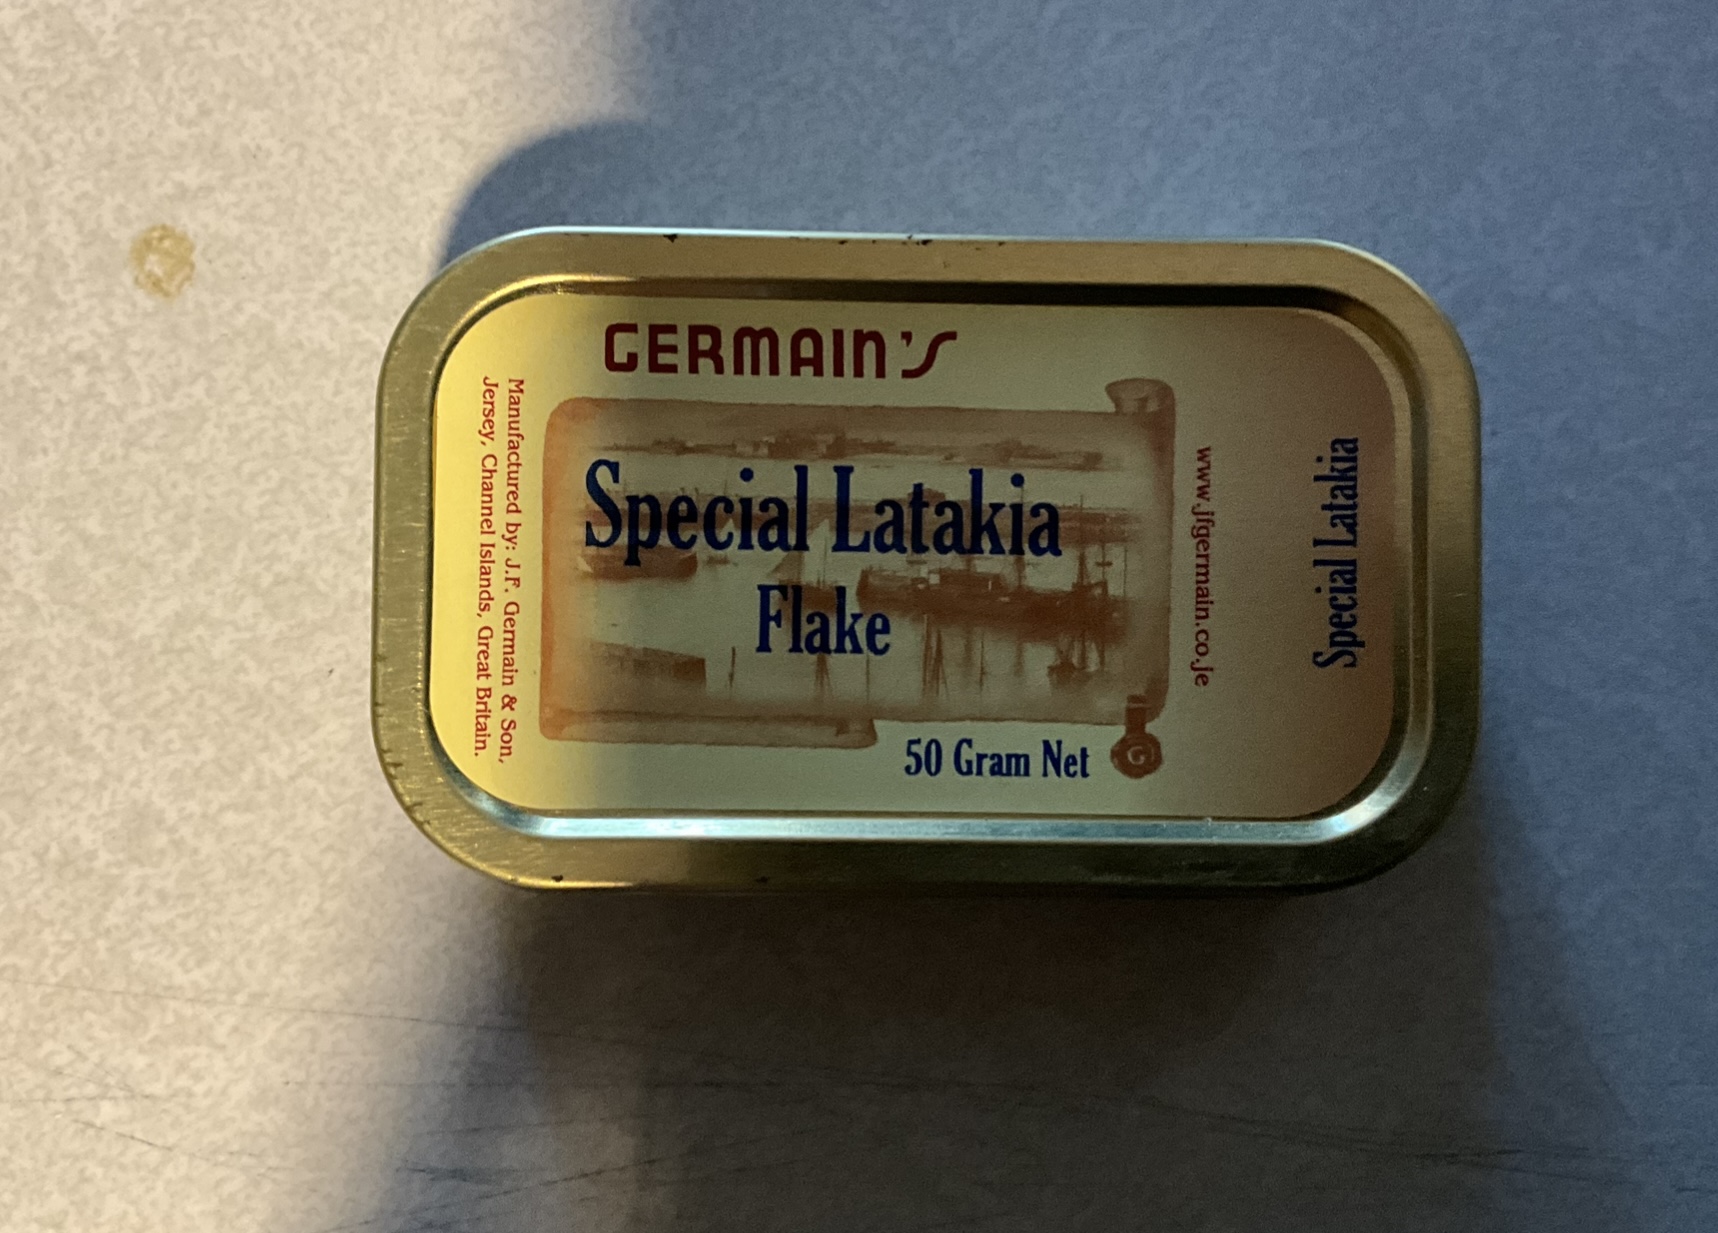 GERMAIN'S
Special Latakia
Flake
50 Gram Net
G
Manufactured by: J.F. Germain & Son,
Jersey, Channel Islands, Great Britain.
www.jfgermain.co.je
Special Latakia